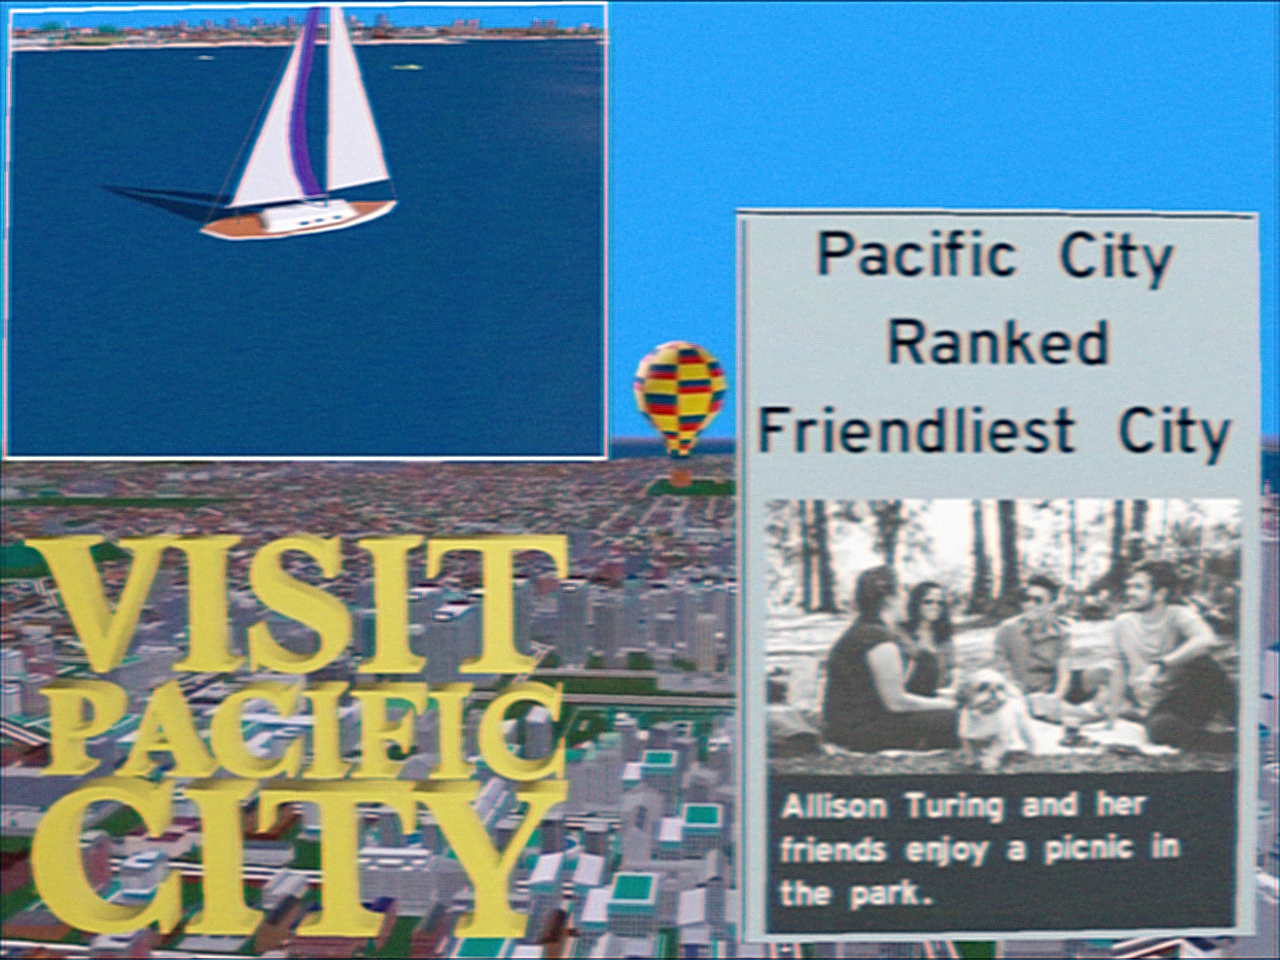 VISIT
PACIFIC
CITY
Pacific City
Ranked
Friendliest City
Allison Turing and her
friends enjoy a picnic in
the park.